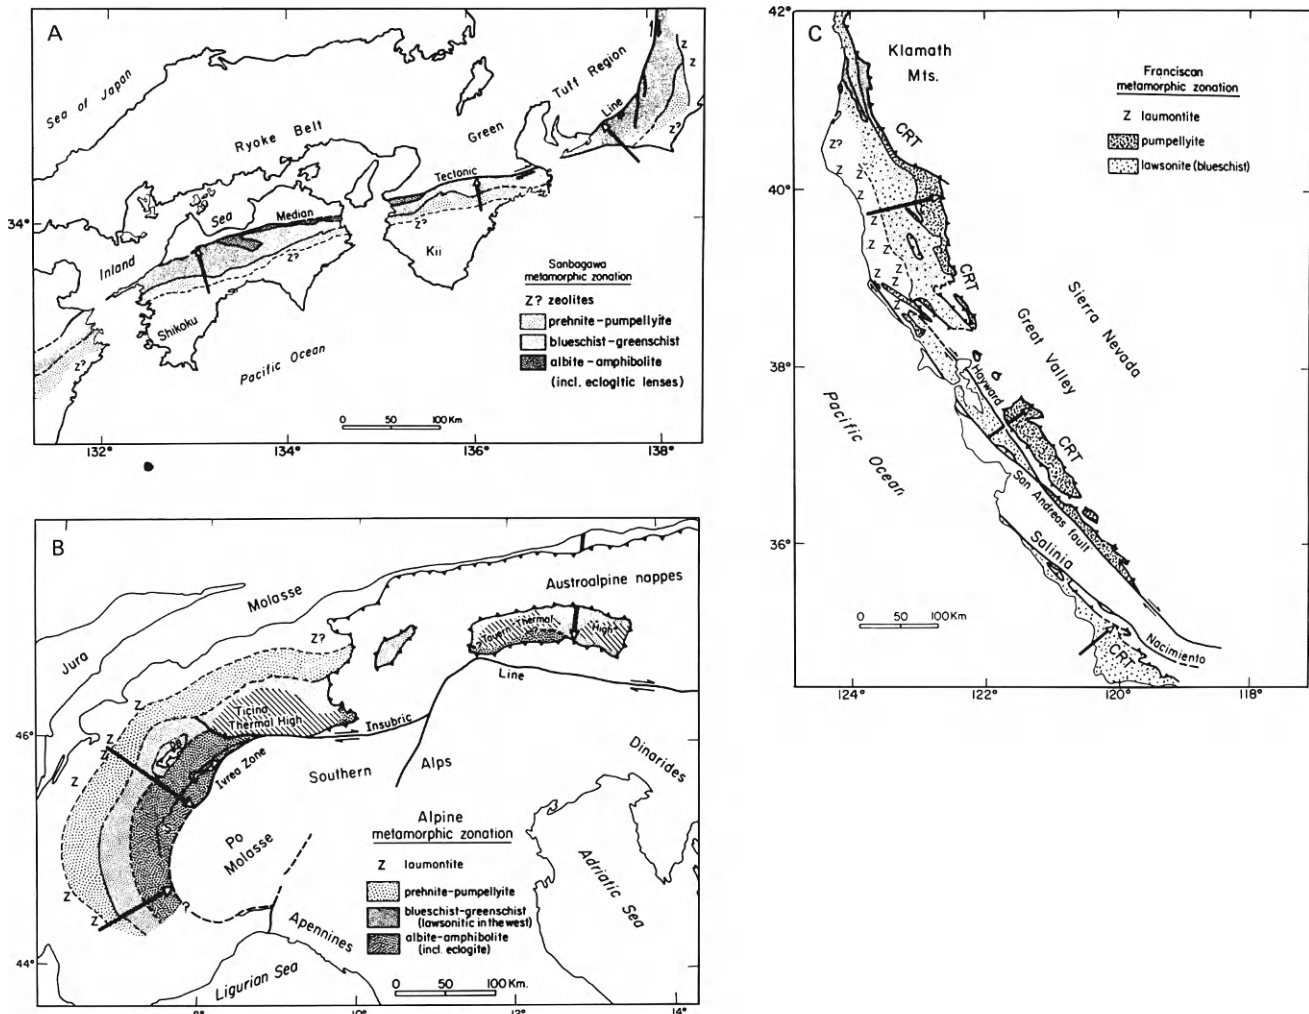 A
Sea of Japan
Ryoke Belt
Green
Tuff Region
Line
Tectonic
Median
Inland
Sea
Shikoku
Kii
Pacific Ocean
Z
Z
Z?
Z?
Z?
Z?
34°
132°
134°
136°
138°
Sanbagawa
metamorphic zonation
Z? zeolites
prehnite-pumpellyite
blueschist-greenschist
albite-amphibolite
(incl. eclogitic lenses)
0 50 100 Km
B
Jura
Molasse
Austroalpine nappes
Tauern Thermal
High
Line
Insubric
Ticino
Thermal High
Ivrea Zone
Southern
Alps
Dinarides
Po
Molasse
Apennines
Adriatic Sea
Ligurian Sea
Z?
Z
Z
Z
Z
Z
Z
46°
44°
10°
14°
Alpine
metamorphic zonation
Z laumontite
prehnite-pumpellyite
blueschist-greenschist
(lawsonitic in the west)
albite-amphibolite
(incl. eclogite)
0 50 100 Km.
C
Klamath
Mts.
Franciscan
metamorphic zonation
Z laumontite
pumpellyite
lawsonite (blueschist)
CRT
CRT
CRT
CRT
Sierra Nevada
Great Valley
Hayward
San Andreas fault
Salinia
Nacimiento
Pacific Ocean
Z?
Z
Z
Z
Z
Z
Z
Z
Z
Z
Z
42°
40°
38°
36°
124°
122°
120°
118°
0 50 100 Km